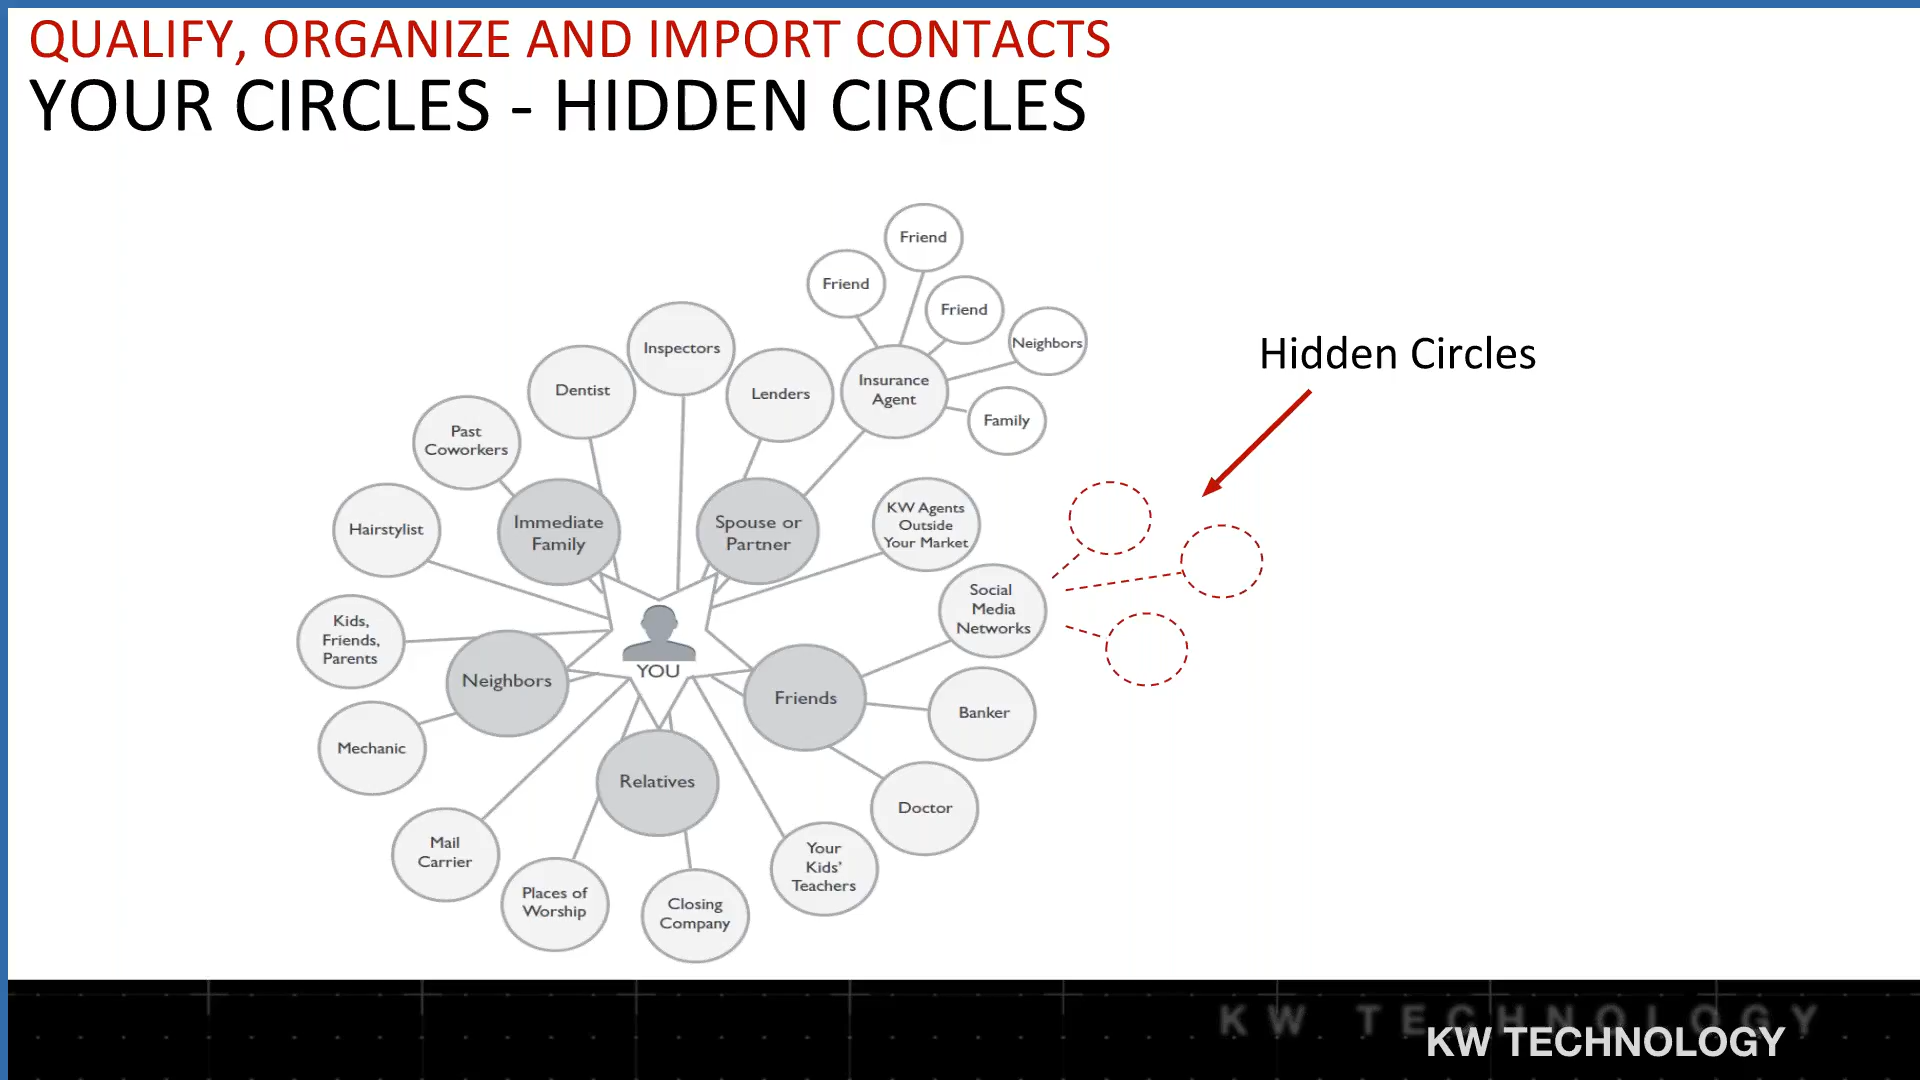 QUALIFY, ORGANIZE AND IMPORT CONTACTS
YOUR CIRCLES - HIDDEN CIRCLES
Friend
Friend
Friend
Neighbors
Family
Insurance
Agent
Inspectors
Lenders
Dentist
Past
Coworkers
Hairstylist
Immediate
Family
Spouse or
Partner
KW Agents
Outside
Your Market
Hidden Circles
Social
Media
Networks
Kids,
Friends,
Parents
Neighbors
YOU
Friends
Banker
Mechanic
Relatives
Doctor
Mail
Carrier
Places of
Worship
Closing
Company
Your
Kids’
Teachers
KW TECHNOLOGY
KW TECHNOLOGY